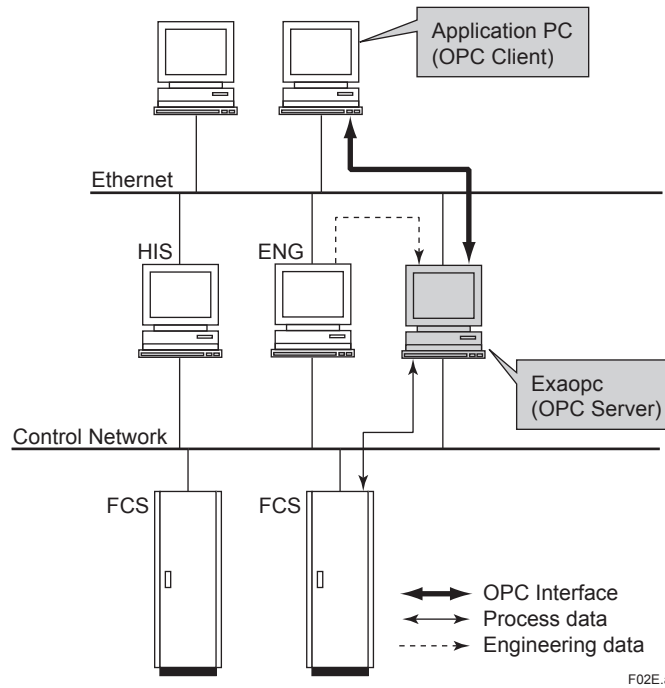 Application PC
(OPC Client)
Ethernet
HIS
ENG
Exaopc
(OPC Server)
Control Network
FCS
FCS
OPC Interface
Process data
Engineering data
F02E.